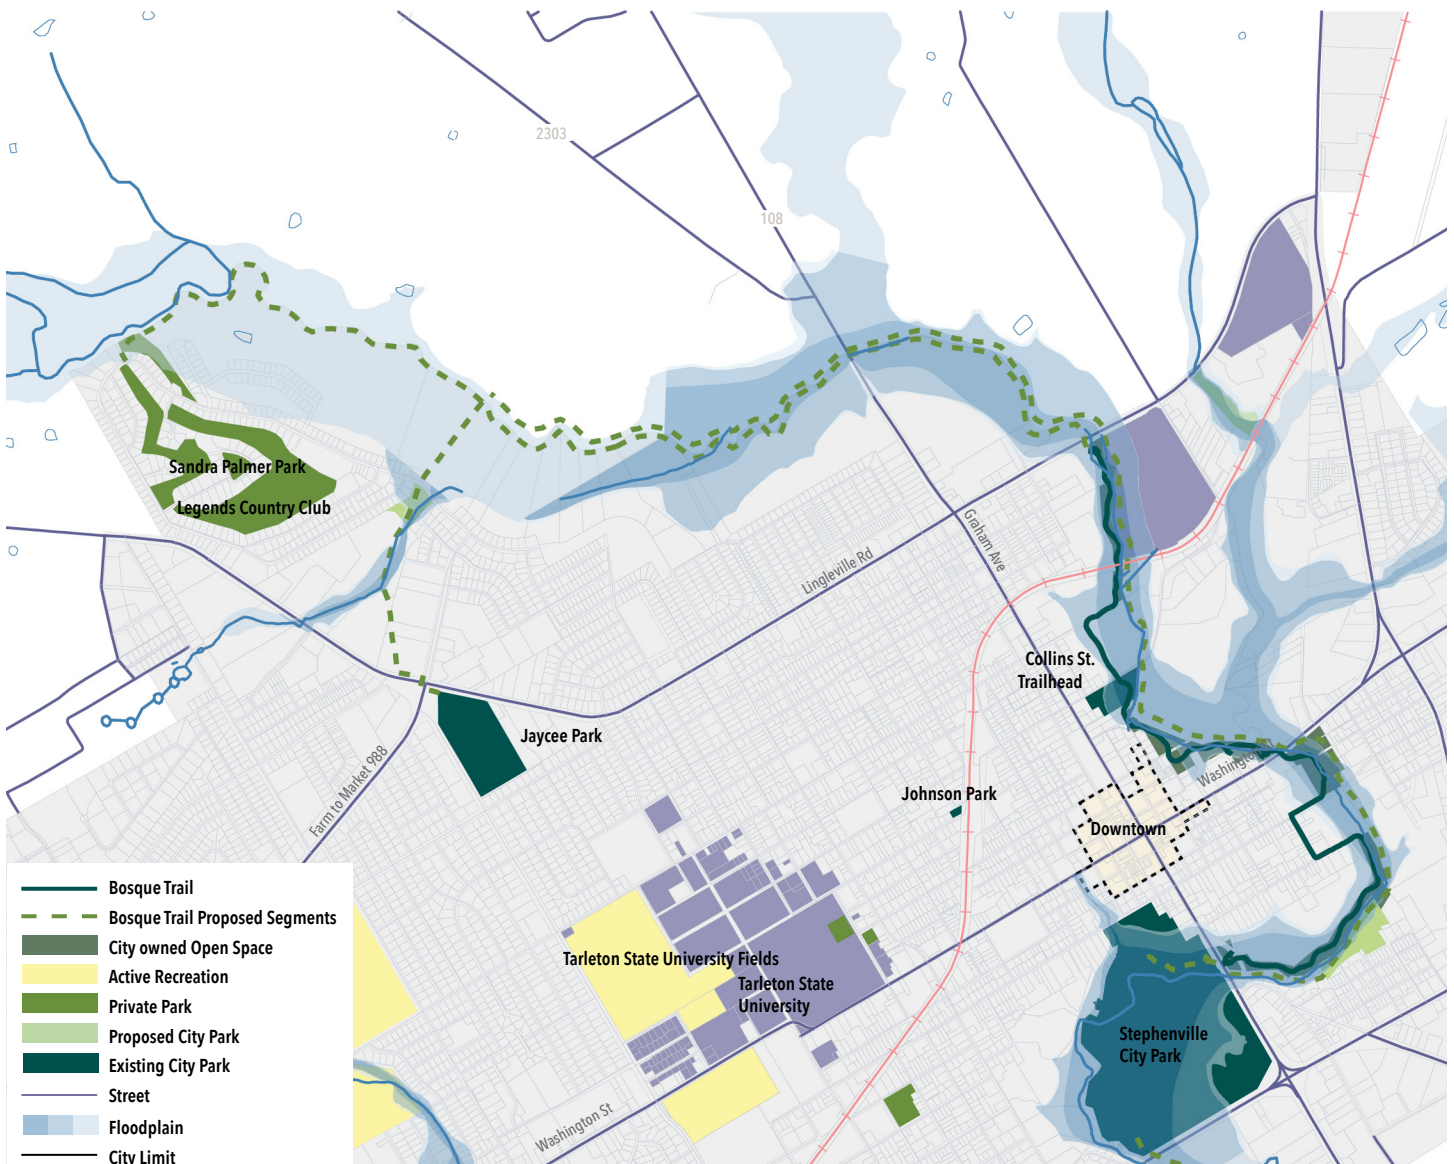 2303
108
Sandra Palmer Park
Legends Country Club
Graham Ave
Lingleville Rd
Collins St.
Trailhead
Jaycee Park
Farm to Market 988
Washington
Johnson Park
Downtown
Tarleton State University Fields
Tarleton State
University
Stephenville
City Park
Washington St
Bosque Trail
Bosque Trail Proposed Segments
City owned Open Space
Active Recreation
Private Park
Proposed City Park
Existing City Park
Street
Floodplain
City Limit